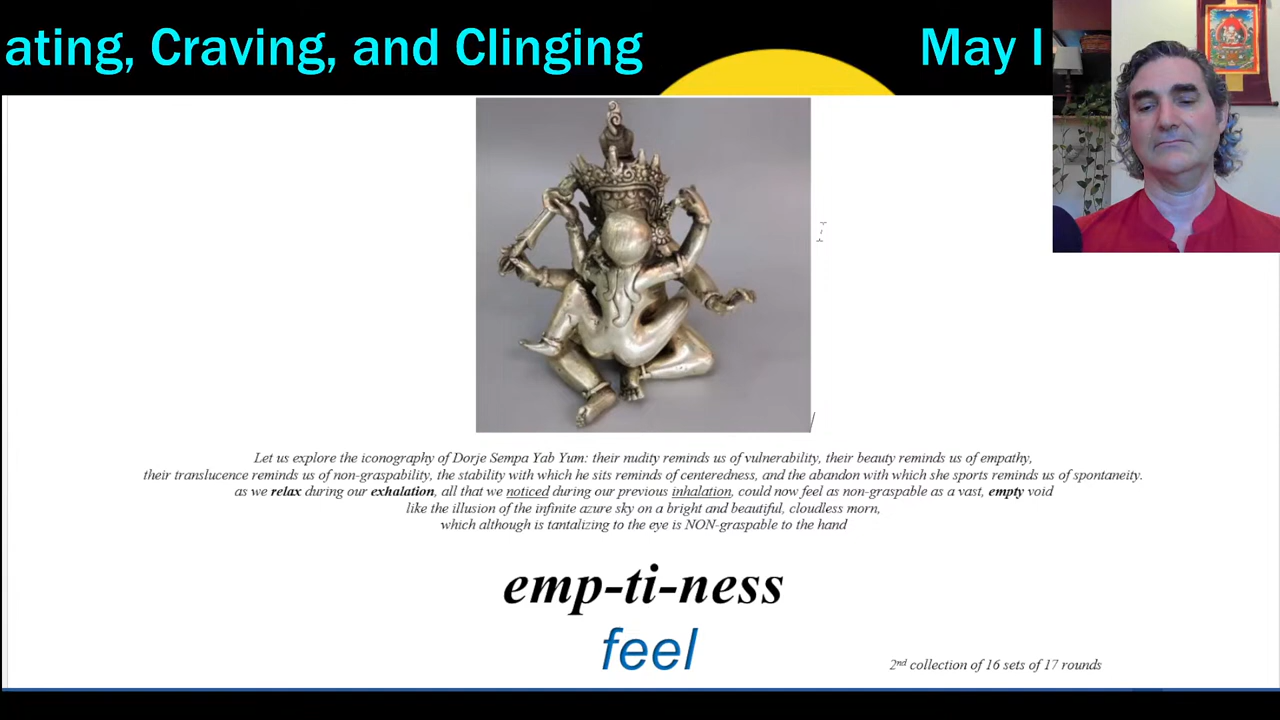 ating, Craving, and Clinging May I
Let us explore the iconography of Dorje Sempa Yab Yum: their nudity reminds us of vulnerability, their beauty reminds us of empathy,
their translucence reminds us of non-graspability, the stability with which he sits reminds of centeredness, and the abandon with which she sports reminds us of spontaneity.
as we relax during our exhalation, all that we noticed during our previous inhalation, could now feel as non-graspable as a vast, empty void
like the illusion of the infinite azure sky on a bright and beautiful, cloudless morn,
which although is tantalizing to the eye is NON-graspable to the hand
emp-ti-ness
feel
2nd collection of 16 sets of 17 rounds